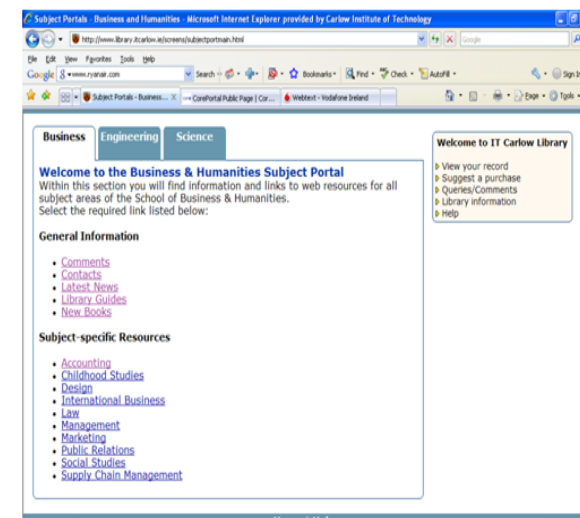 Subject Portals - Business and Humanities - Microsoft Internet Explorer provided by Carlow Institute of Technology
http://www.library.itcarlow.ie/screens/subjectportmain.html
Google
File Edit View Favorites Tools Help
Google www.ryanair.com Search Bookmarks Find Check AutoFill Sign In
Subject Portals - Business... CorePortal Public Page | Cor... Webtext - Vodafone Ireland Page Tools
Business Engineering Science
Welcome to the Business & Humanities Subject Portal
Within this section you will find information and links to web resources for all
subject areas of the School of Business & Humanities.
Select the required link listed below:
General Information
Comments
Contacts
Latest News
Library Guides
New Books
Subject-specific Resources
Accounting
Childhood Studies
Design
International Business
Law
Management
Marketing
Public Relations
Social Studies
Supply Chain Management
Welcome to IT Carlow Library
View your record
Suggest a purchase
Queries/Comments
Library information
Help